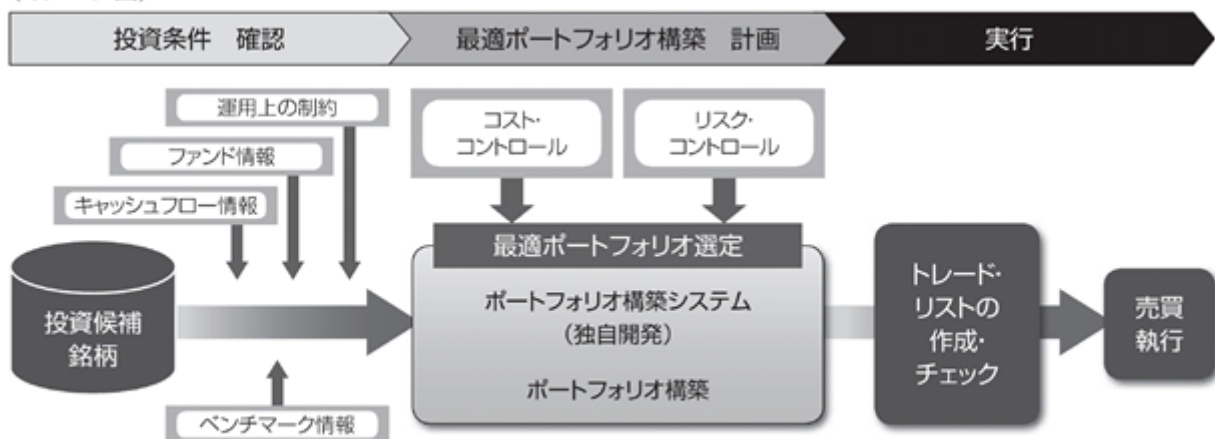 投資条件　確認
最適ポートフォリオ構築　計画
実行
運用上の制約
ファンド情報
キャッシュフロー情報
コスト・
コントロール
リスク・
コントロール
投資候補
銘柄
ベンチマーク情報
最適ポートフォリオ選定
ポートフォリオ構築システム
（独自開発）
ポートフォリオ構築
トレード・
リストの
作成・
チェック
売買
執行